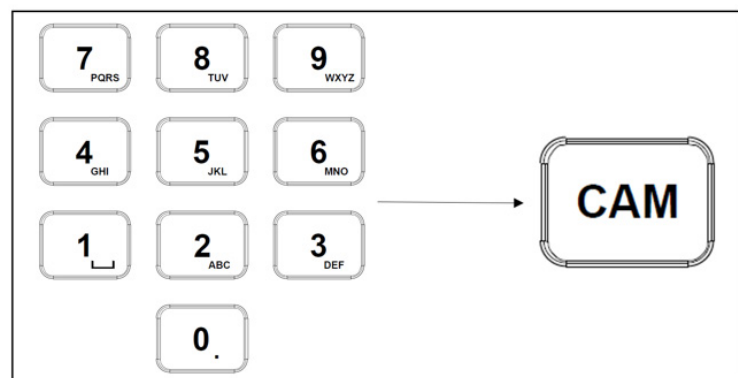 7 PQRS 8 TUV 9 WXYZ
4 GHI 5 JKL 6 MNO
CAM
1 2 ABC 3 DEF
0 .